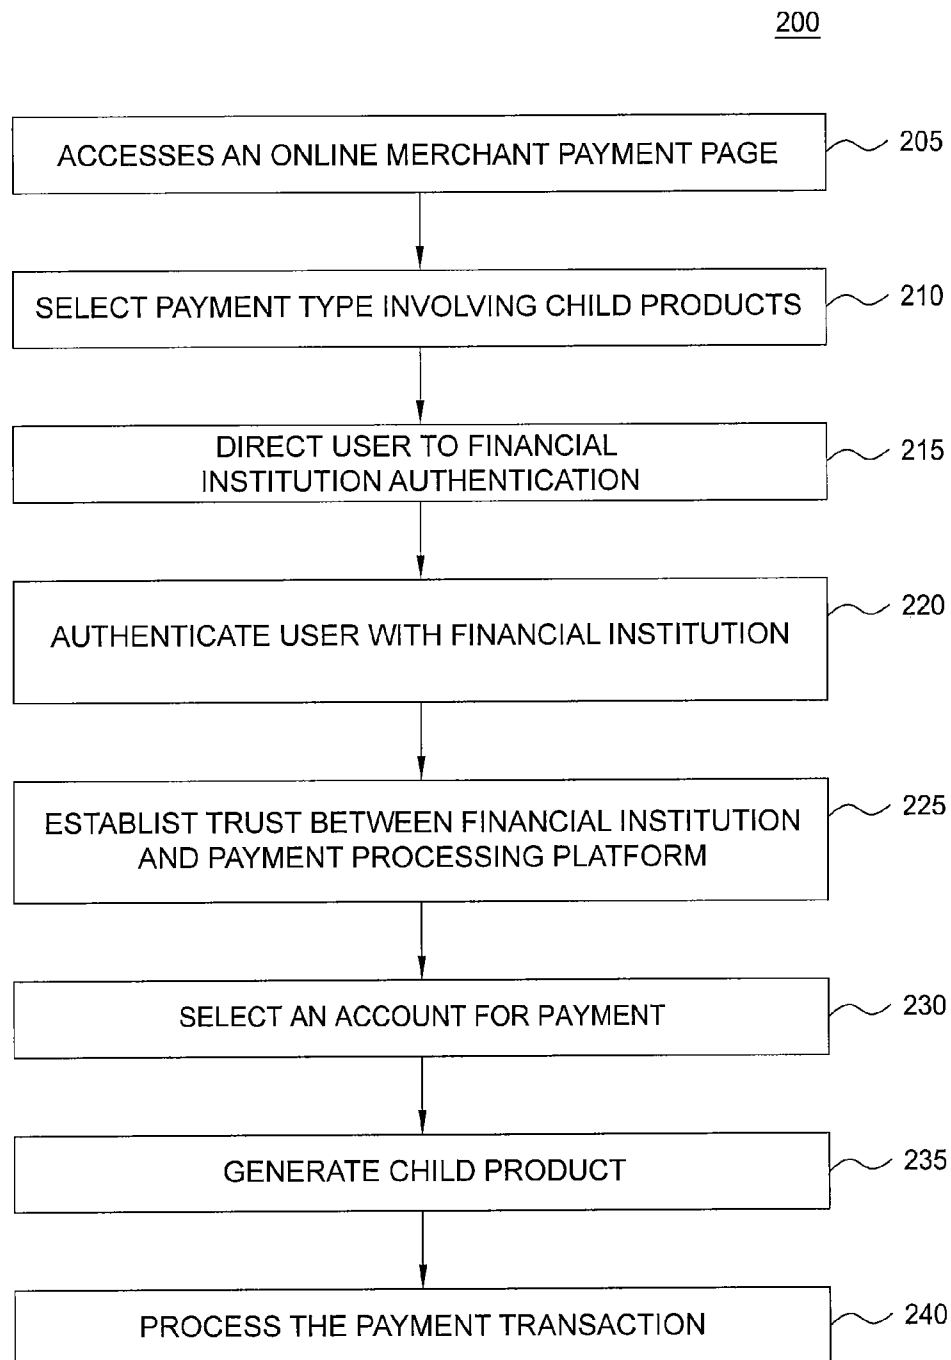 200
ACCESSES AN ONLINE MERCHANT PAYMENT PAGE
205
SELECT PAYMENT TYPE INVOLVING CHILD PRODUCTS
210
DIRECT USER TO FINANCIAL
INSTITUTION AUTHENTICATION
215
AUTHENTICATE USER WITH FINANCIAL INSTITUTION
220
ESTABLIST TRUST BETWEEN FINANCIAL INSTITUTION
AND PAYMENT PROCESSING PLATFORM
225
SELECT AN ACCOUNT FOR PAYMENT
230
GENERATE CHILD PRODUCT
235
PROCESS THE PAYMENT TRANSACTION
240